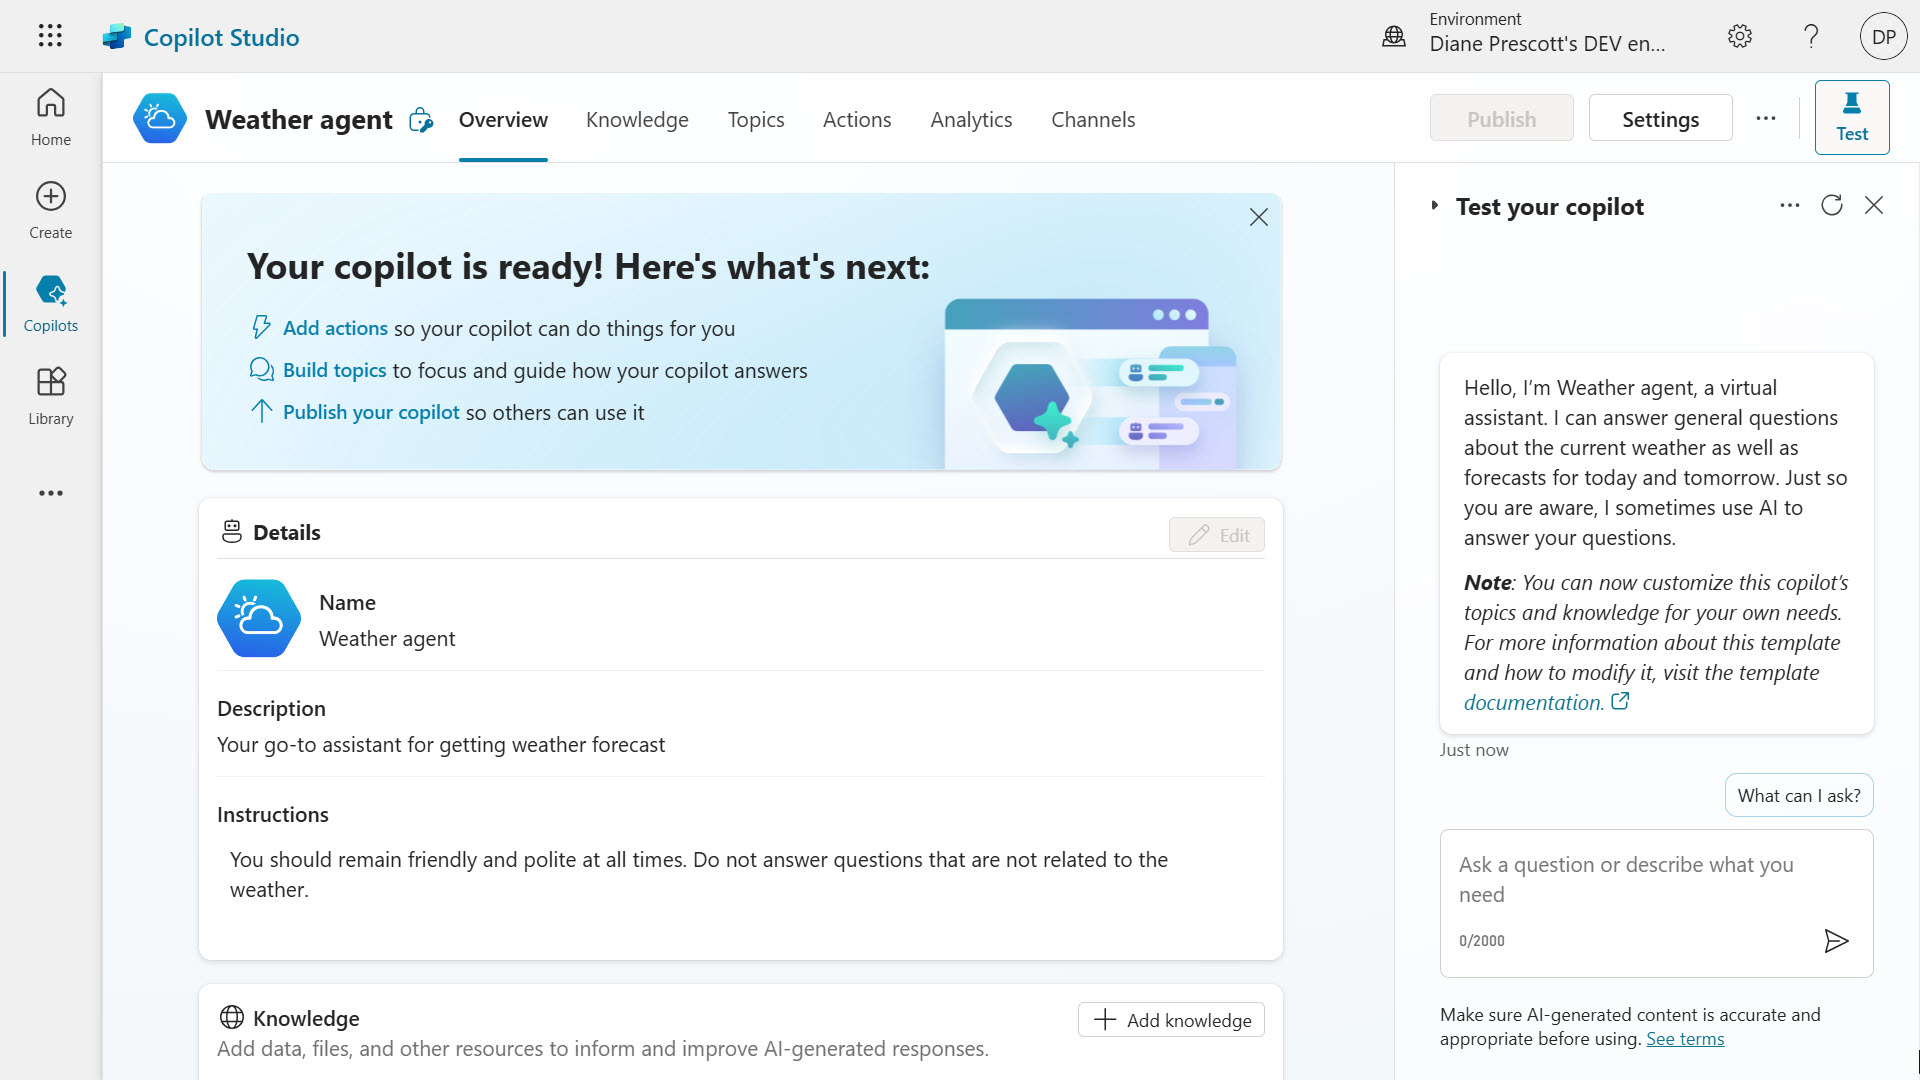 Copilot Studio
Environment
Diane Prescott's DEV en...
DP
Home
Create
Copilots
Library
Weather agent
Overview
Knowledge
Topics
Actions
Analytics
Channels
Publish
Settings
Test
Your copilot is ready! Here's what's next:
Add actions so your copilot can do things for you
Build topics to focus and guide how your copilot answers
Publish your copilot so others can use it
Details
Edit
Name
Weather agent
Description
Your go-to assistant for getting weather forecast
Instructions
You should remain friendly and polite at all times. Do not answer questions that are not related to the
weather.
Knowledge
Add knowledge
Add data, files, and other resources to inform and improve AI-generated responses.
Test your copilot
Hello, I’m Weather agent, a virtual
assistant. I can answer general questions
about the current weather as well as
forecasts for today and tomorrow. Just so
you are aware, I sometimes use AI to
answer your questions.
Note: You can now customize this copilot’s
topics and knowledge for your own needs.
For more information about this template
and how to modify it, visit the template
documentation.
Just now
What can I ask?
Ask a question or describe what you
need
0/2000
Make sure AI-generated content is accurate and
appropriate before using. See terms